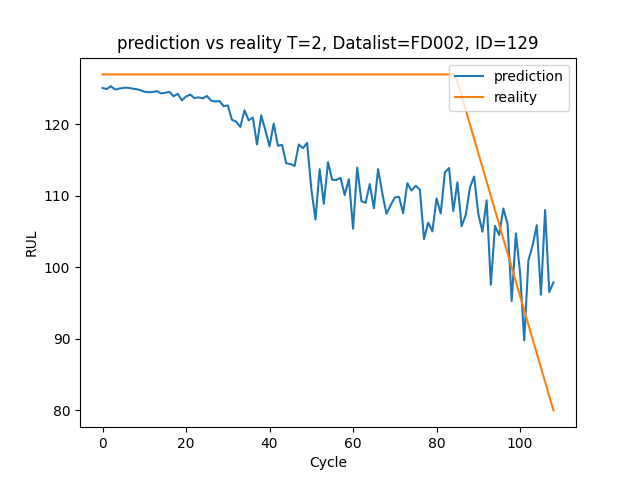 prediction vs reality T=2, Datalist=FD002, ID=129
prediction
reality
120
110
100
90
80
RUL
0 20 40 60 80 100
Cycle